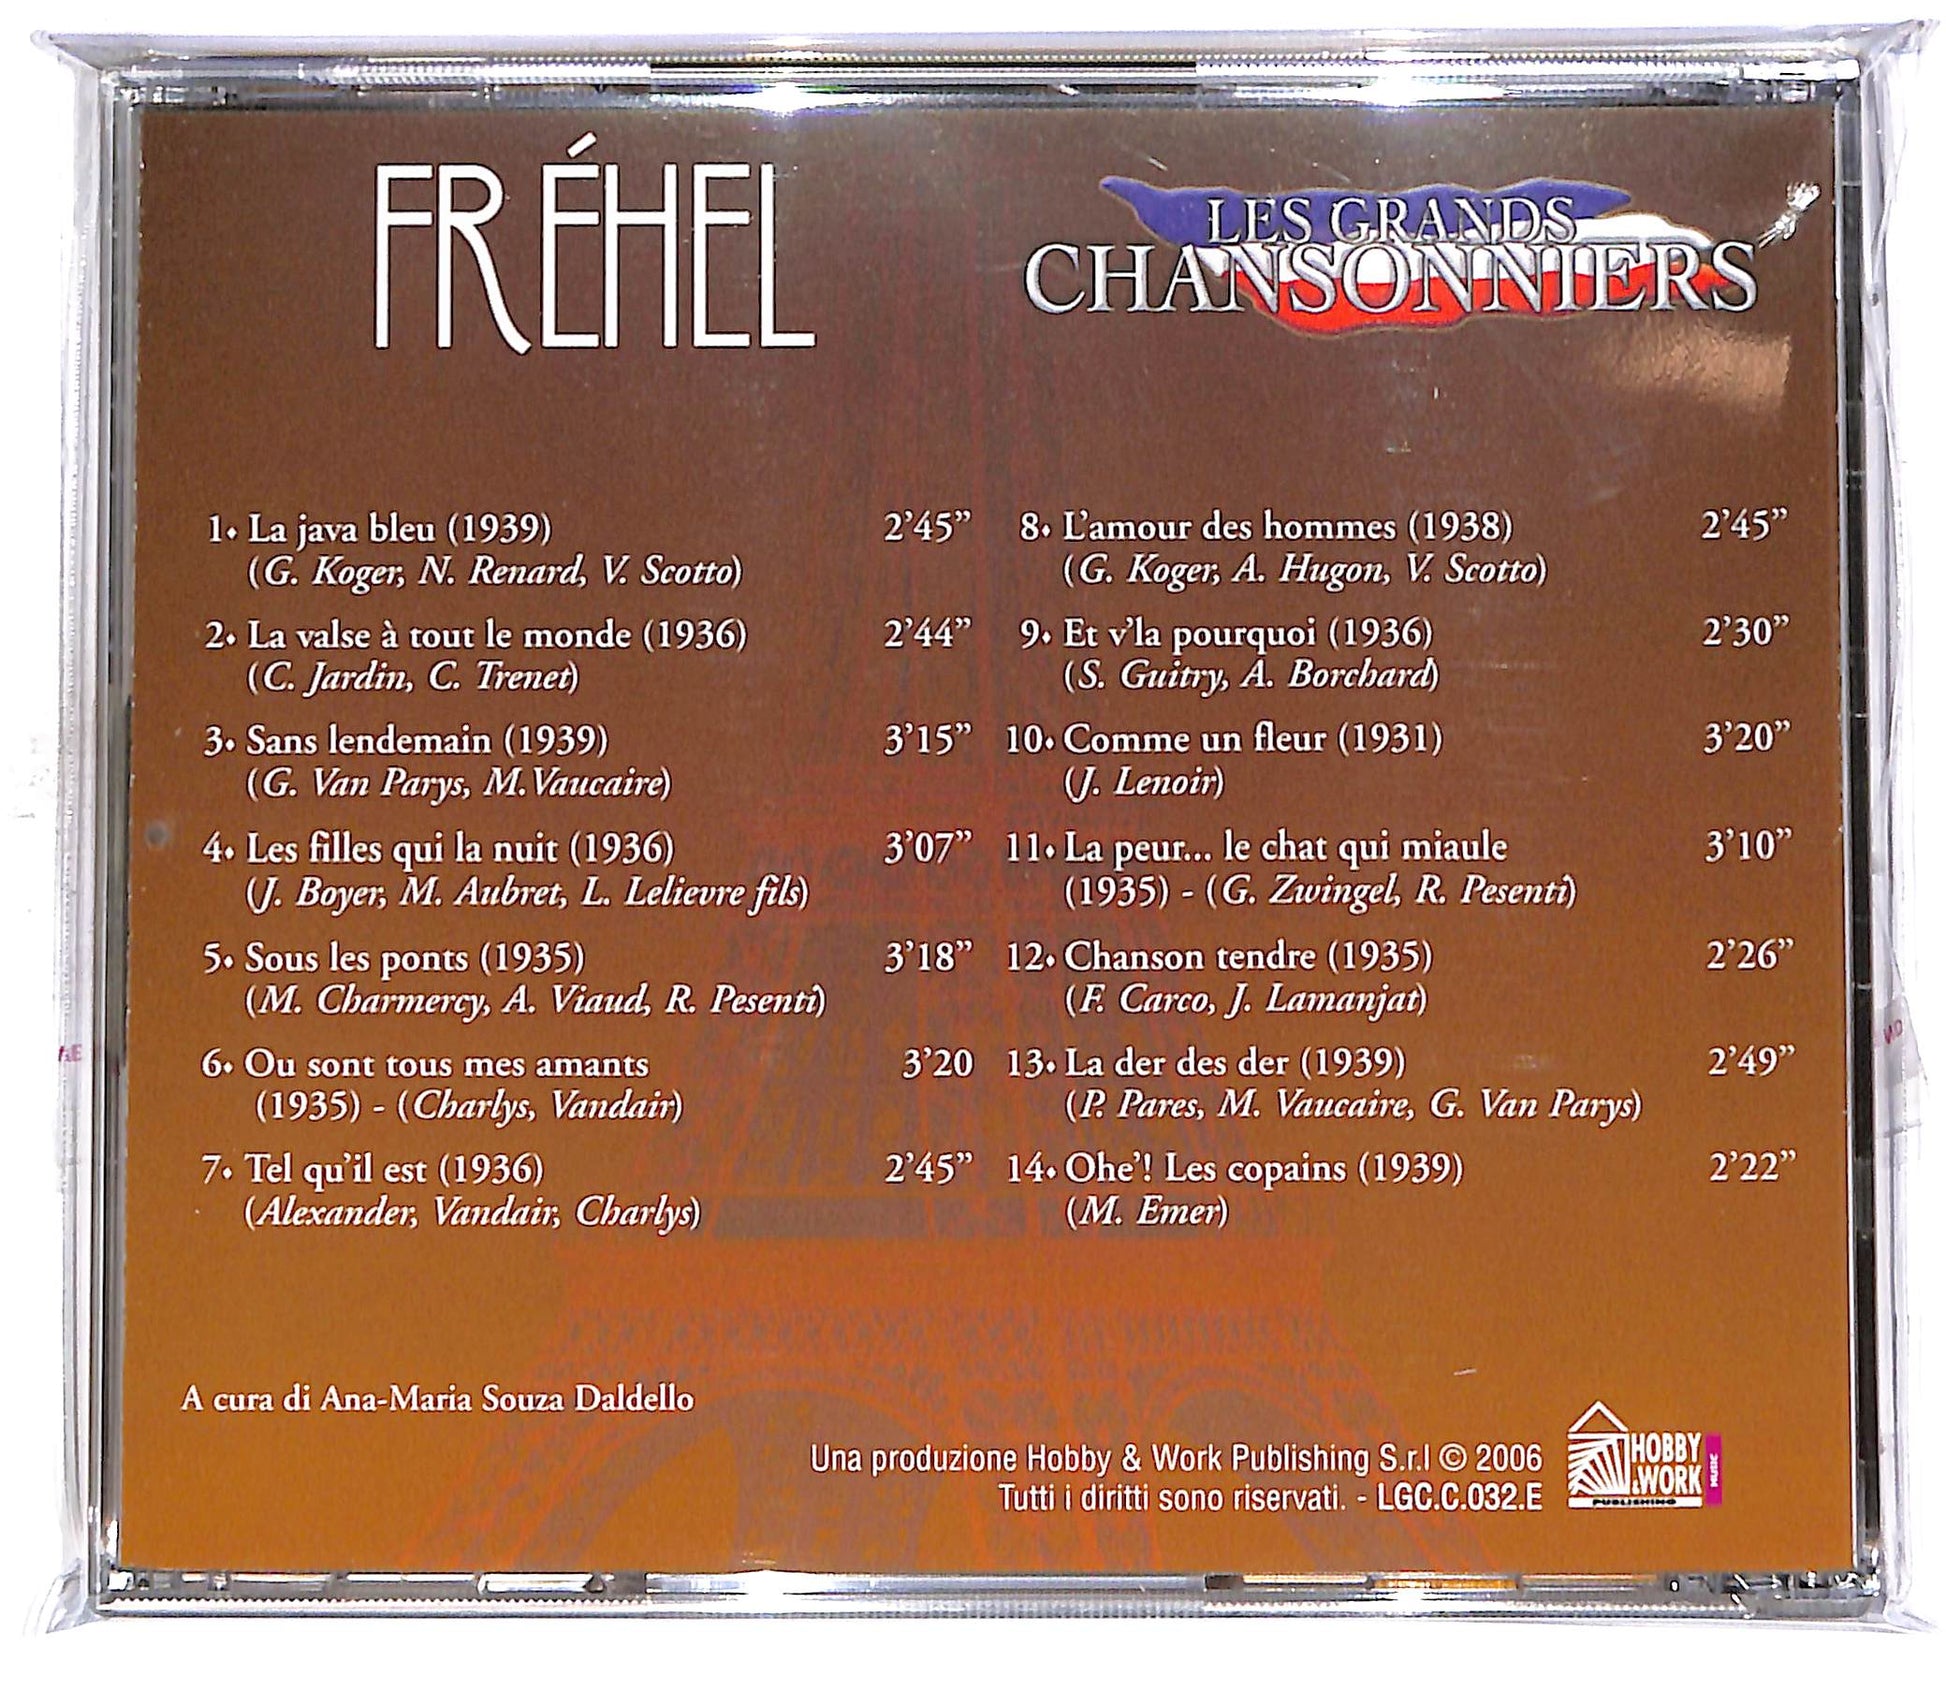 FRÉHEL
LES GRANDS
CHANSONNIERS
1⬩ La java bleu (1939) 2’45”
(G. Koger, N. Renard, V. Scotto)
2⬩ La valse à tout le monde (1936) 2’44”
(C. Jardin, C. Trenet)
3⬩ Sans lendemain (1939) 3’15”
(G. Van Parys, M.Vaucaire)
4⬩ Les filles qui la nuit (1936) 3’07”
(J. Boyer, M. Aubret, L. Lelievre fils)
5⬩ Sous les ponts (1935) 3’18”
(M. Charmercy, A. Viaud, R. Pesenti)
6⬩ Ou sont tous mes amants 3’20
(1935) - (Charlys, Vandair)
7⬩ Tel qu’il est (1936) 2’45”
(Alexander, Vandair, Charlys)
8⬩ L’amour des hommes (1938) 2’45”
(G. Koger, A. Hugon, V. Scotto)
9⬩ Et v’la pourquoi (1936) 2’30”
(S. Guitry, A. Borchard)
10⬩ Comme un fleur (1931) 3’20”
(J. Lenoir)
11⬩ La peur... le chat qui miaule 3’10”
(1935) - (G. Zwingel, R. Pesenti)
12⬩ Chanson tendre (1935) 2’26”
(F. Carco, J. Lamanjat)
13⬩ La der des der (1939) 2’49”
(P. Pares, M. Vaucaire, G. Van Parys)
14⬩ Ohe’! Les copains (1939) 2’22”
(M. Emer)
A cura di Ana-Maria Souza Daldello
Una produzione Hobby & Work Publishing S.r.l © 2006
Tutti i diritti sono riservati. - LGC.C.032.E
HOBBY
&WORK
PUBLISHING
MUSIC